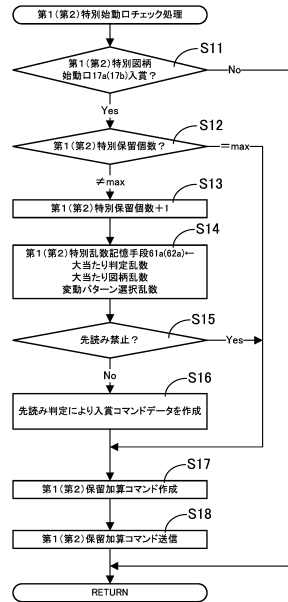 第1(第2)特別始動口チェック処理
S11
第1(第2)特別図柄
始動口17a(17b)入賞?
No
Yes
S12
第1(第2)特別保留個数?
=max
≠max
S13
第1(第2)特別保留個数+1
S14
第1(第2)特別乱数記憶手段61a(62a)←
大当たり判定乱数
大当たり図柄乱数
変動パターン選択乱数
S15
先読み禁止?
Yes
No
S16
先読み判定により入賞コマンドデータを作成
S17
第1(第2)保留加算コマンド作成
S18
第1(第2)保留加算コマンド送信
RETURN